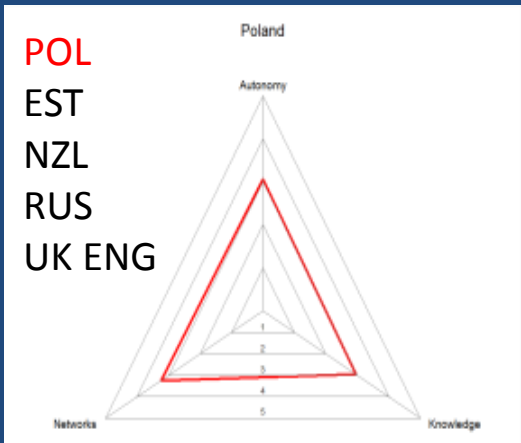 Poland
POL
EST
NZL
RUS
UK ENG
Autonomy
1
2
3
4
5
Networks
Knowledge